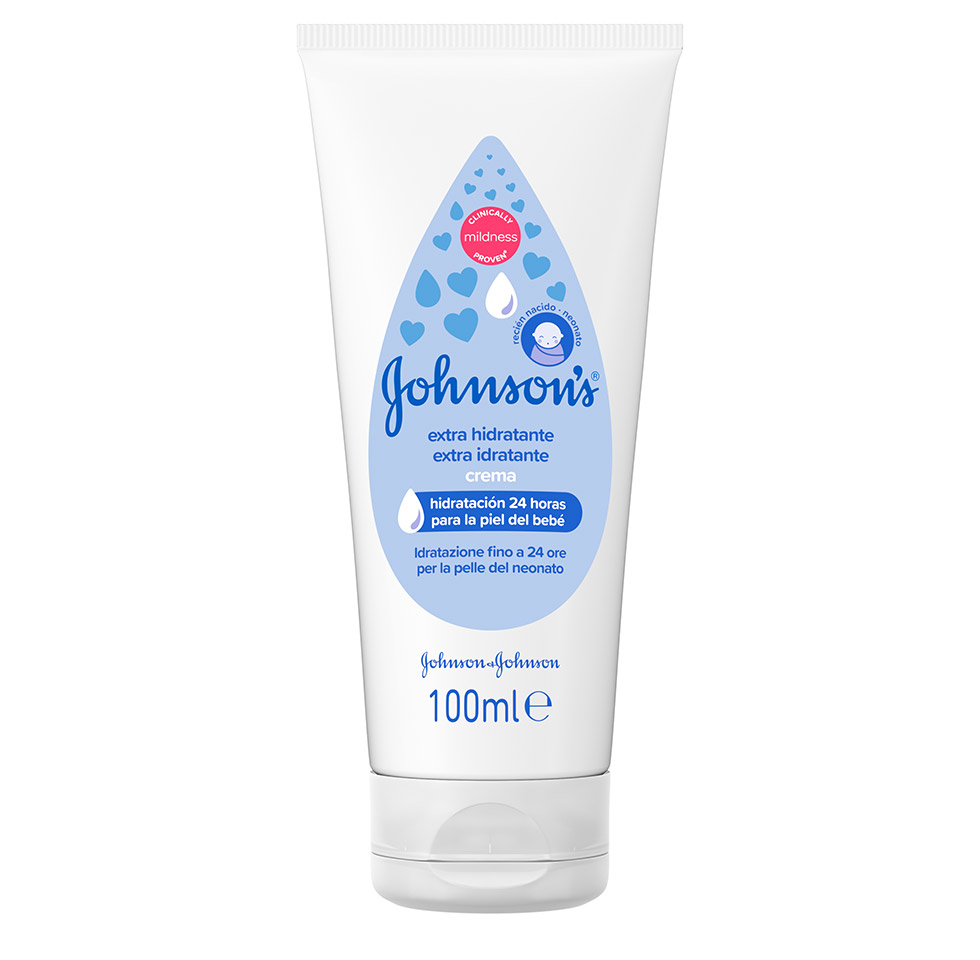 CLINICALLY
mildness
PROVEN®
recién nacido · neonato
Johnson's®
extra hidratante
extra idratante
crema
hidratación 24 horas
para la piel del bebé
Idratazione fino a 24 ore
per la pelle del neonato
Johnson&Johnson
100ml ℮